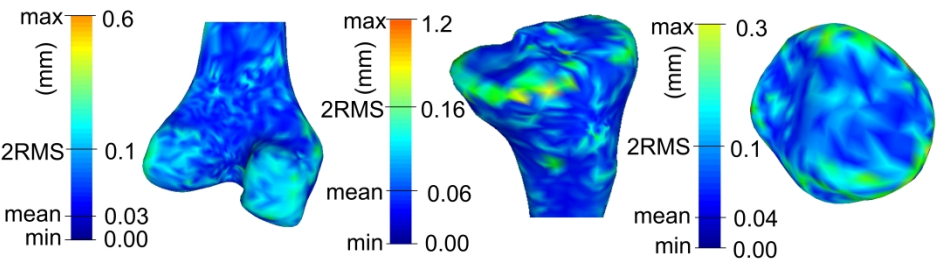 max 0.6
(mm)
2RMS 0.1
mean 0.03
min 0.00
max 1.2
(mm)
2RMS 0.16
mean 0.06
min 0.00
max 0.3
(mm)
2RMS 0.1
mean 0.04
min 0.00